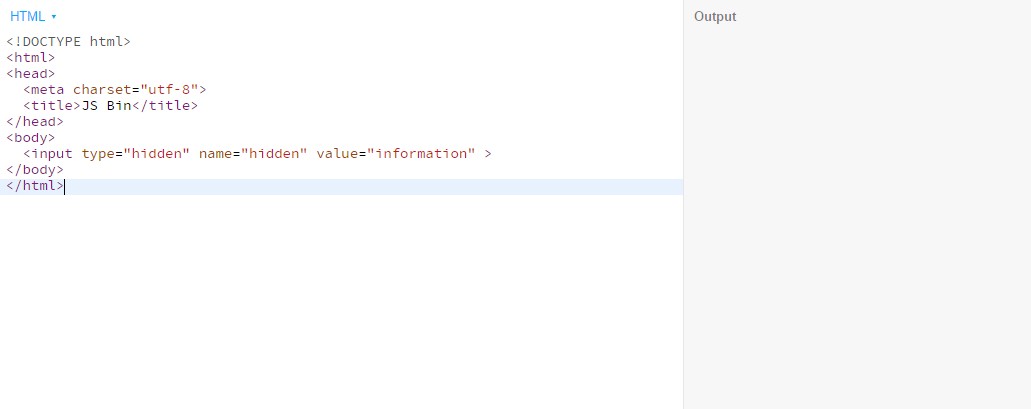 HTML ▾
Output
<!DOCTYPE html>
<html>
<head>
  <meta charset="utf-8">
  <title>JS Bin</title>
</head>
<body>
  <input type="hidden" name="hidden" value="information" >
</body>
</html>